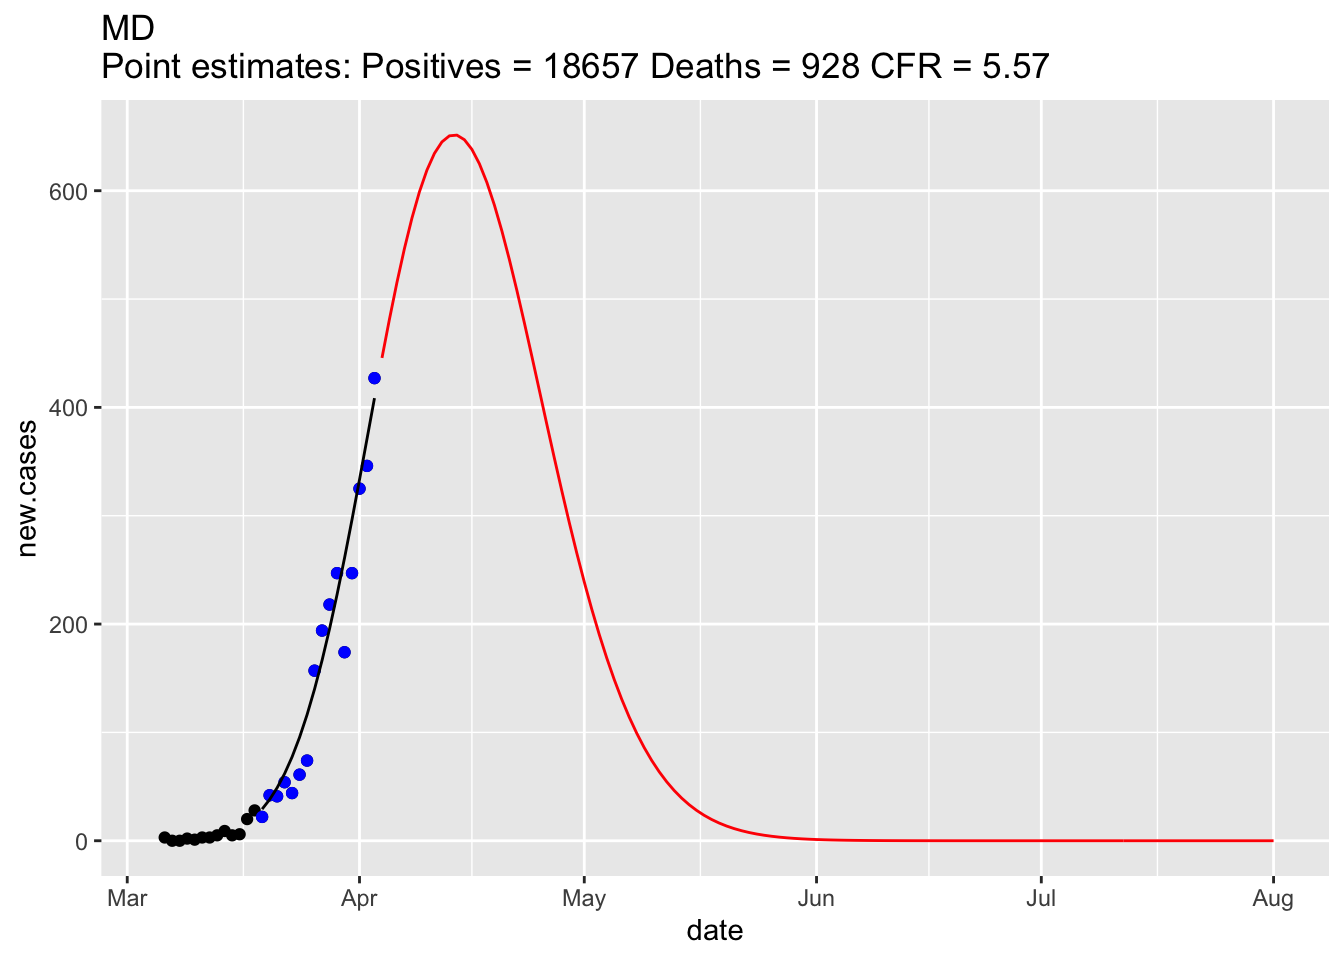 MD
Point estimates: Positives = 18657 Deaths = 928 CFR = 5.57
new.cases
600
400
200
0
Mar Apr May Jun Jul Aug
date